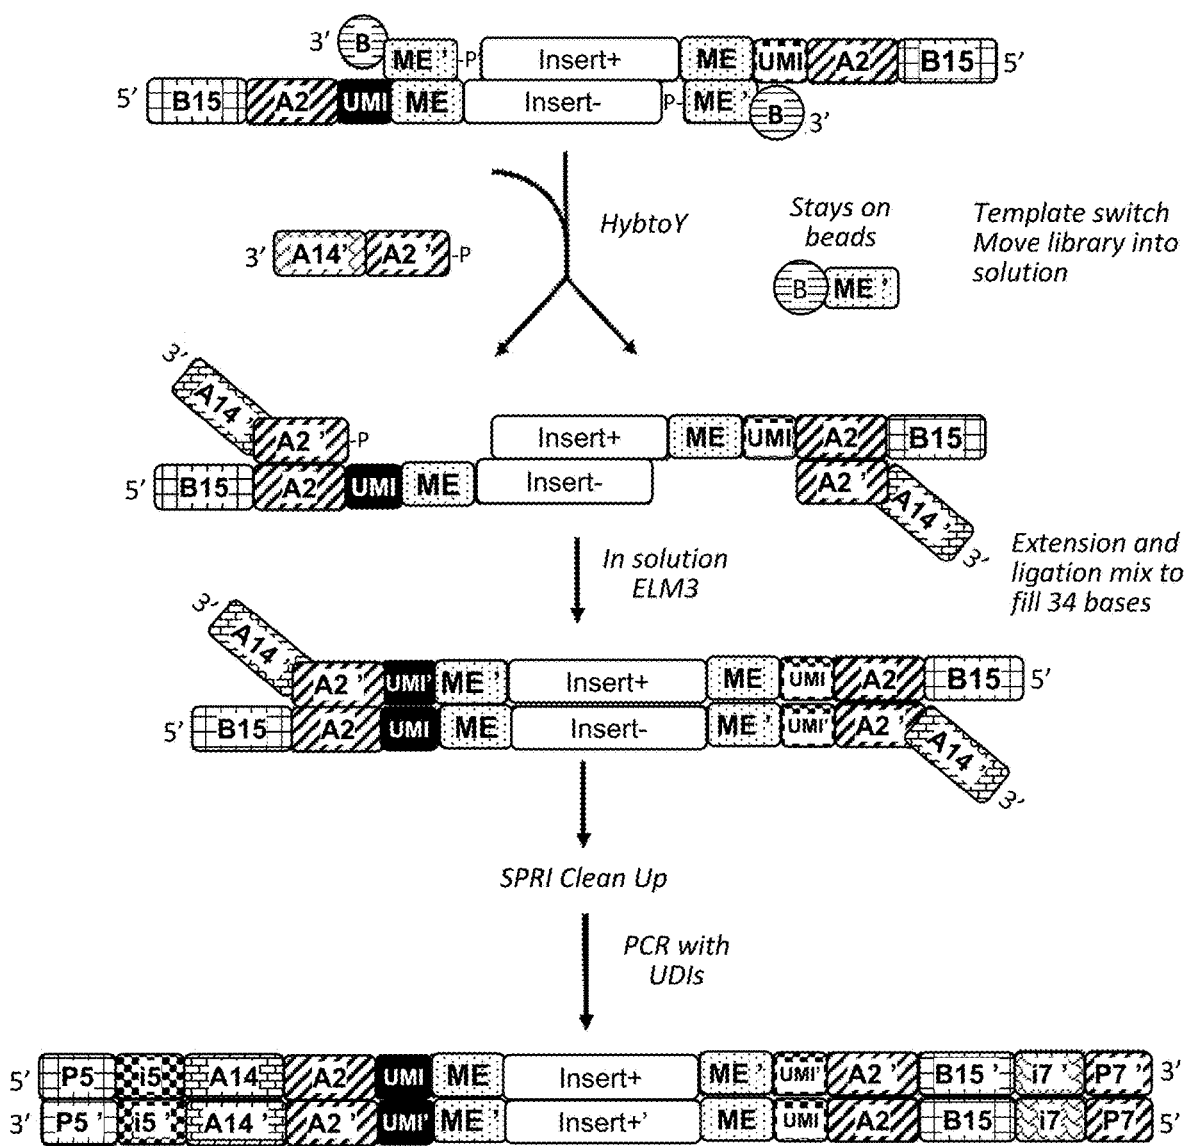 3' B ME' -P Insert+ ME UMI A2 B15 5'
5' B15 A2 UMI ME Insert- P- ME' B 3'
HybtoY
Stays on
beads
Template switch
Move library into
solution
3' A14' A2' -P
B ME'
3'
A14' A2' -P Insert+ ME UMI A2 B15
5' B15 A2 UMI ME Insert- A2' A14'
3'
In solution
ELM3
Extension and
ligation mix to
fill 34 bases
3'
A14' A2' UMI' ME' Insert+ ME UMI A2 B15 5'
5' B15 A2 UMI ME Insert- ME' UMI' A2' A14'
3'
SPRI Clean Up
PCR with
UDIs
5' P5 i5 A14 A2 UMI ME Insert+ ME' UMI' A2' B15' i7' P7' 3'
3' P5' i5' A14' A2' UMI' ME' Insert+' ME UMI A2 B15 i7 P7 5'